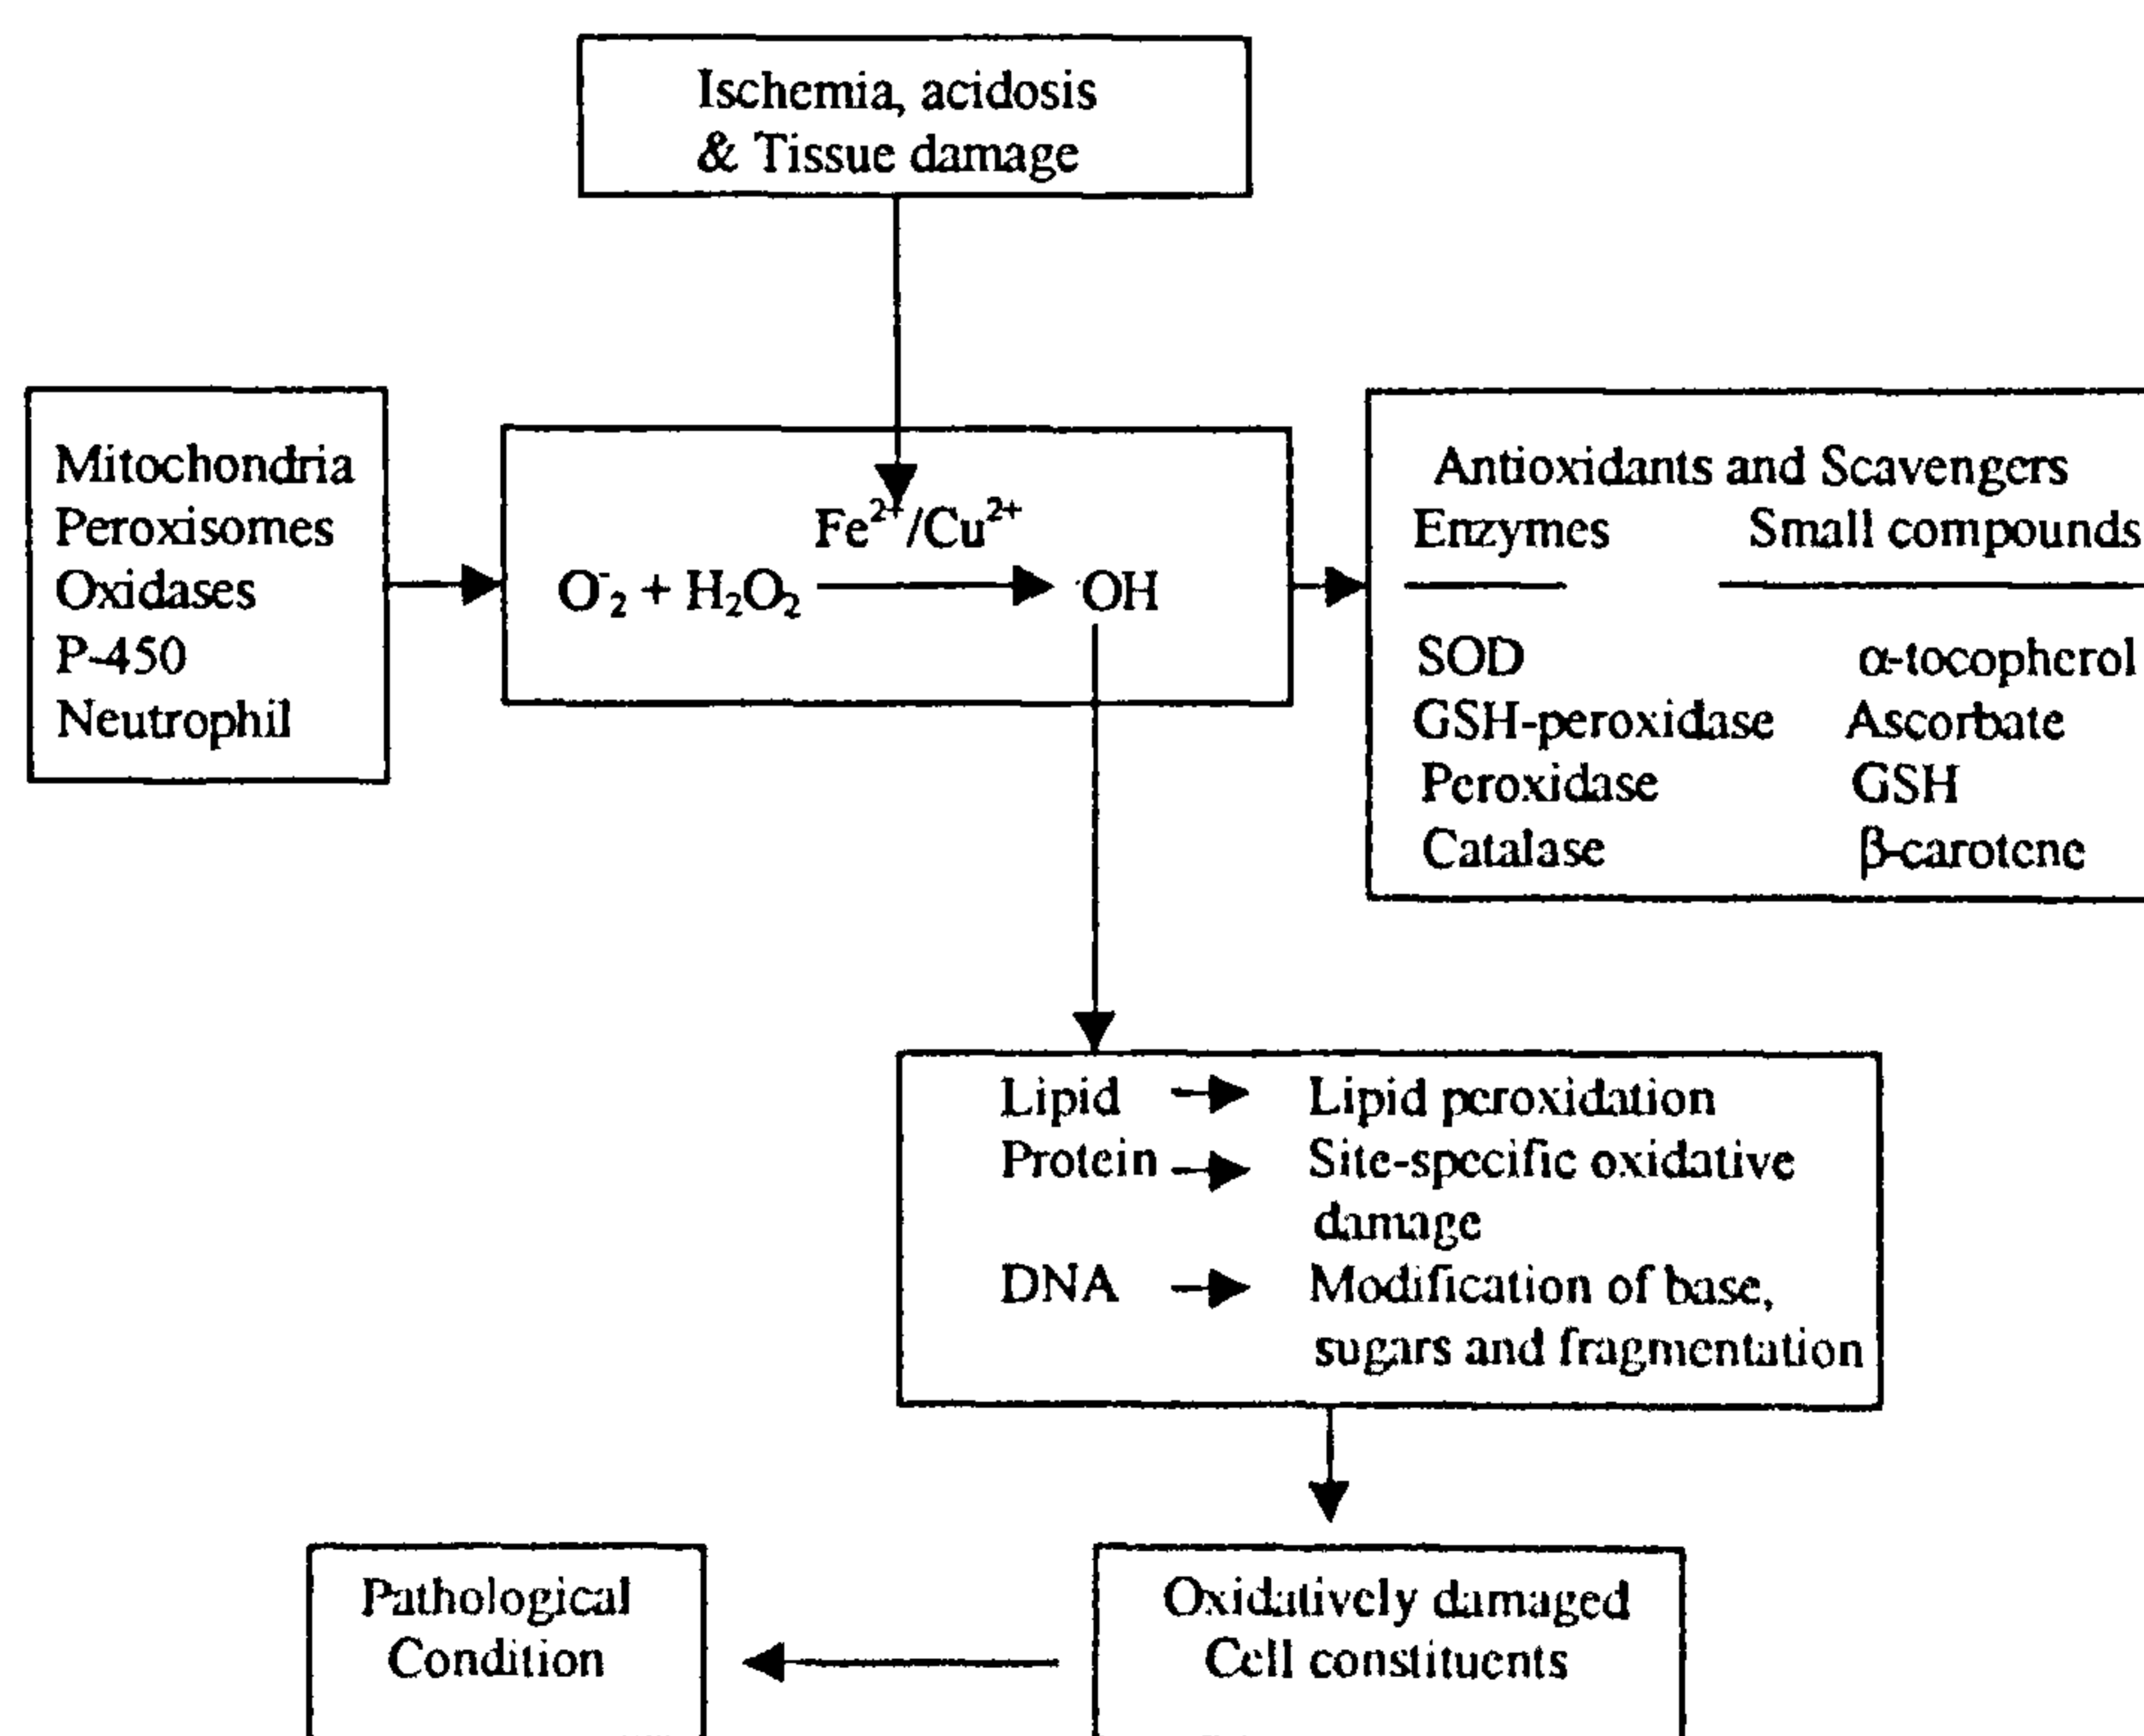 Ischemia, acidosis
& Tissue damage
Mitochondria
Peroxisomes
Oxidases
P-450
Neutrophil
Fe²⁺/Cu²⁺
O⁻₂ + H₂O₂ → ·OH
Antioxidants and Scavengers
Enzymes Small compounds
SOD α-tocopherol
GSH-peroxidase Ascorbate
Peroxidase GSH
Catalase β-carotene
Lipid → Lipid peroxidation
Protein → Site-specific oxidative
damage
DNA → Modification of base,
sugars and fragmentation
Pathological
Condition
Oxidatively damaged
Cell constituents